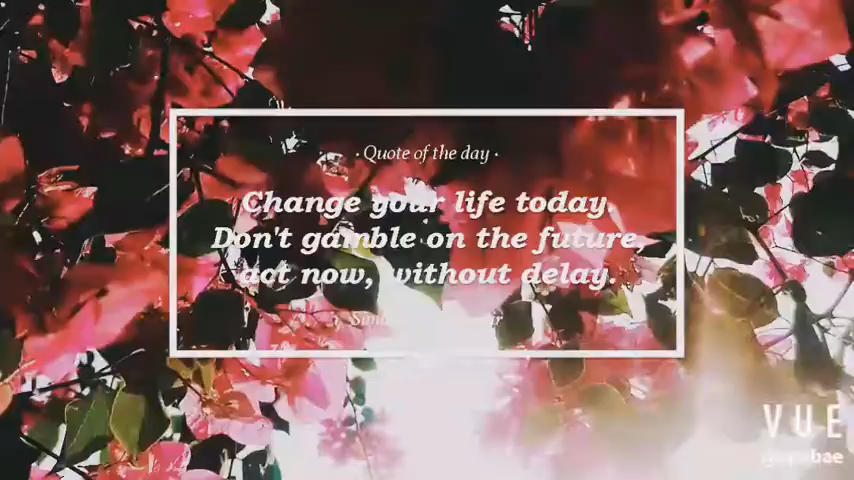 · Quote of the day ·
Change your life today.
Don't gamble on the future,
act now, without delay.
VUE